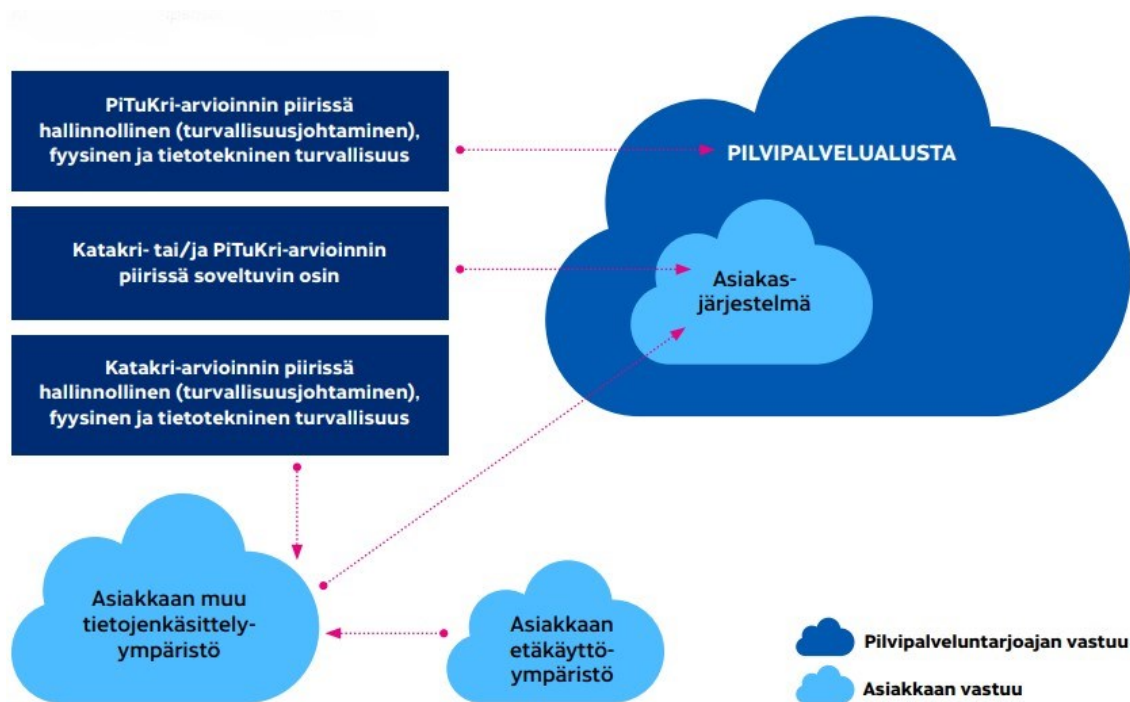 PiTuKri-arvioinnin piirissä
hallinnollinen (turvallisuusjohtaminen),
fyysinen ja tietotekninen turvallisuus
PILVIPALVELUALUSTA
Katakri- tai/ja PiTuKri-arvioinnin
piirissä soveltuvin osin
Asiakas-
järjestelmä
Katakri-arvioinnin piirissä
hallinnollinen (turvallisuusjohtaminen),
fyysinen ja tietotekninen turvallisuus
Asiakkaan muu
tietojenkäsittely-
ympäristö
Asiakkaan
etäkäyttö-
ympäristö
Pilvipalveluntarjoajan vastuu
Asiakkaan vastuu